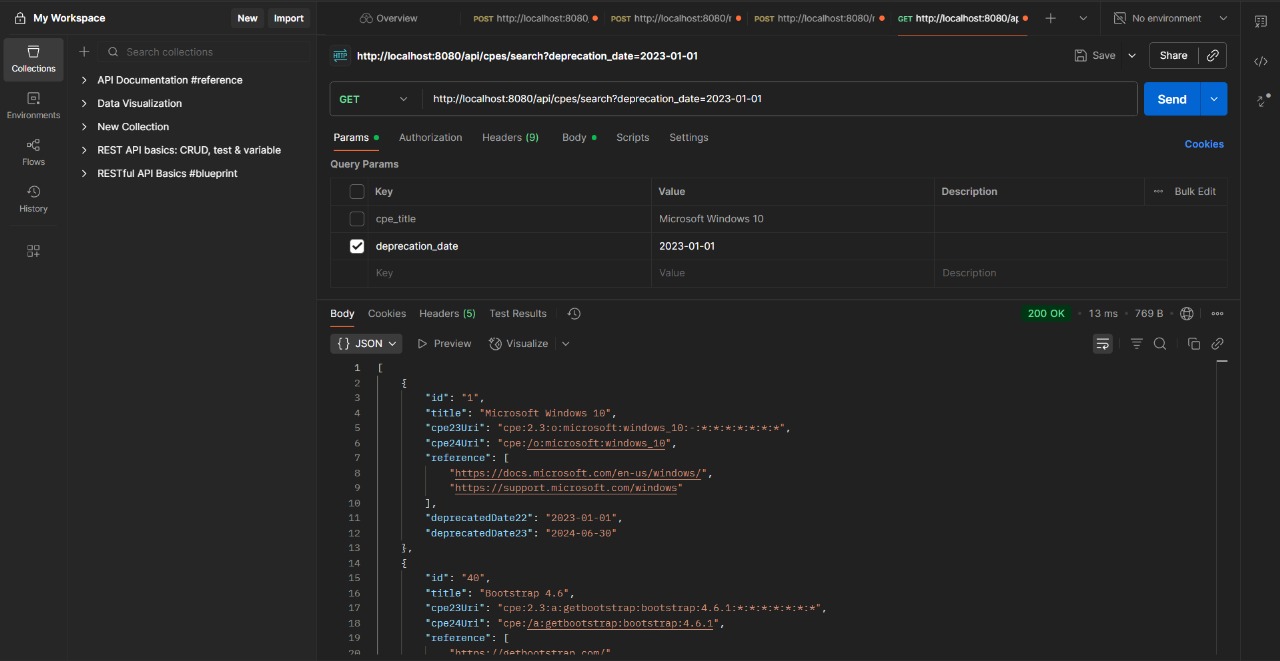 My Workspace
New
Import
Overview
POST http://localhost:8080,
POST http://localhost:8080/r
POST http://localhost:8080/r
GET http://localhost:8080/ap
No environment
Collections
Environments
Flows
History
Search collections
API Documentation #reference
Data Visualization
New Collection
REST API basics: CRUD, test & variable
RESTful API Basics #blueprint
HTTP
http://localhost:8080/api/cpes/search?deprecation_date=2023-01-01
Save
Share
GET
http://localhost:8080/api/cpes/search?deprecation_date=2023-01-01
Send
Params
Authorization
Headers (9)
Body
Scripts
Settings
Cookies
Query Params
Key Value Description Bulk Edit
cpe_title Microsoft Windows 10
deprecation_date 2023-01-01
Key Value Description
Body
Cookies
Headers (5)
Test Results
200 OK
13 ms
769 B
{} JSON
Preview
Visualize
1 [
2 {
3 "id": "1",
4 "title": "Microsoft Windows 10",
5 "cpe23Uri": "cpe:2.3:o:microsoft:windows_10:-:*:*:*:*:*:*:*",
6 "cpe24Uri": "cpe:/o:microsoft:windows_10",
7 "reference": [
8 "https://docs.microsoft.com/en-us/windows/",
9 "https://support.microsoft.com/windows"
10 ],
11 "deprecatedDate22": "2023-01-01",
12 "deprecatedDate23": "2024-06-30"
13 },
14 {
15 "id": "40",
16 "title": "Bootstrap 4.6",
17 "cpe23Uri": "cpe:2.3:a:getbootstrap:bootstrap:4.6.1:*:*:*:*:*:*:*",
18 "cpe24Uri": "cpe:/a:getbootstrap:bootstrap:4.6.1",
19 "reference": [
20 "https://getbootstrap.com/"